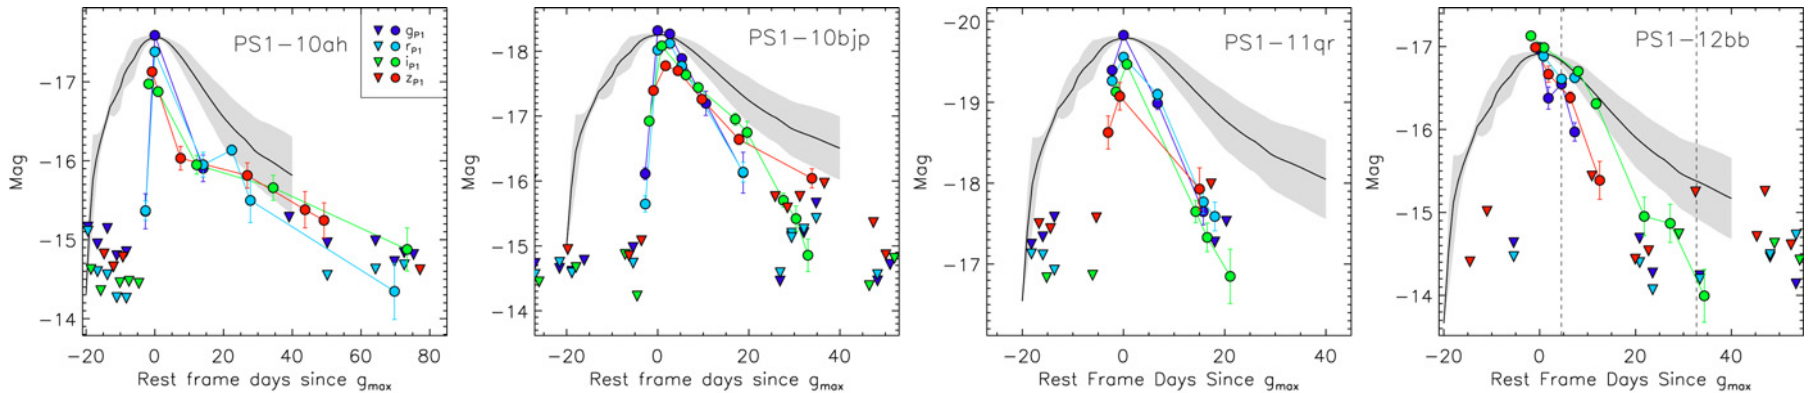 PS1-10ah
g_P1
r_P1
i_P1
z_P1
Mag
-17
-16
-15
-14
-20 0 20 40 60 80
Rest frame days since g_max
PS1-10bjp
Mag
-18
-17
-16
-15
-14
-20 0 20 40
Rest frame days since g_max
PS1-11qr
Mag
-20
-19
-18
-17
-20 0 20 40
Rest Frame Days Since g_max
PS1-12bb
Mag
-17
-16
-15
-14
-20 0 20 40
Rest Frame Days Since g_max